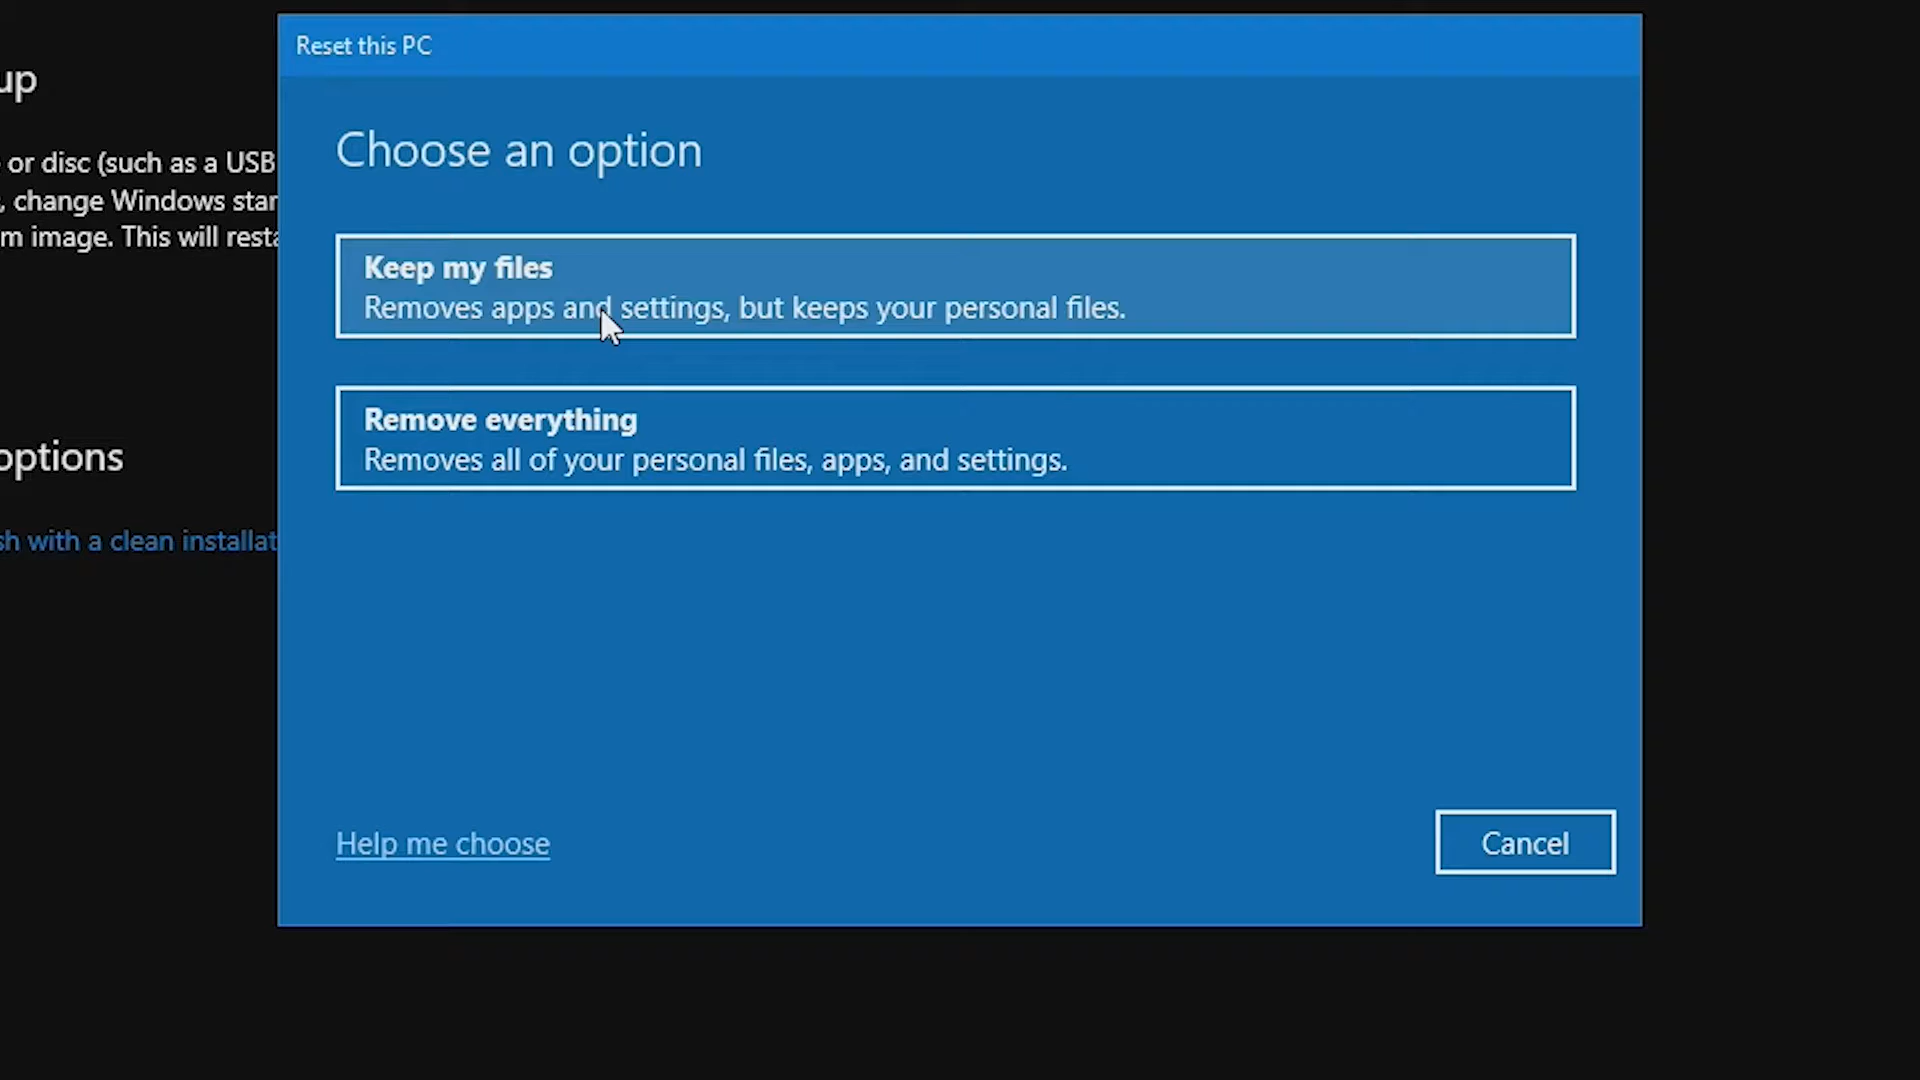 Reset this PC
up
Choose an option
or disc (such as a USB
, change Windows star
m image. This will resta
Keep my files
Removes apps and settings, but keeps your personal files.
Remove everything
Removes all of your personal files, apps, and settings.
options
sh with a clean installat
Help me choose
Cancel